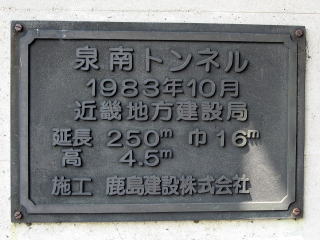 泉南トンネル
1983年10月
近畿地方建設局
延長 250m 巾16m
高 4.5m
施工 鹿島建設株式会社